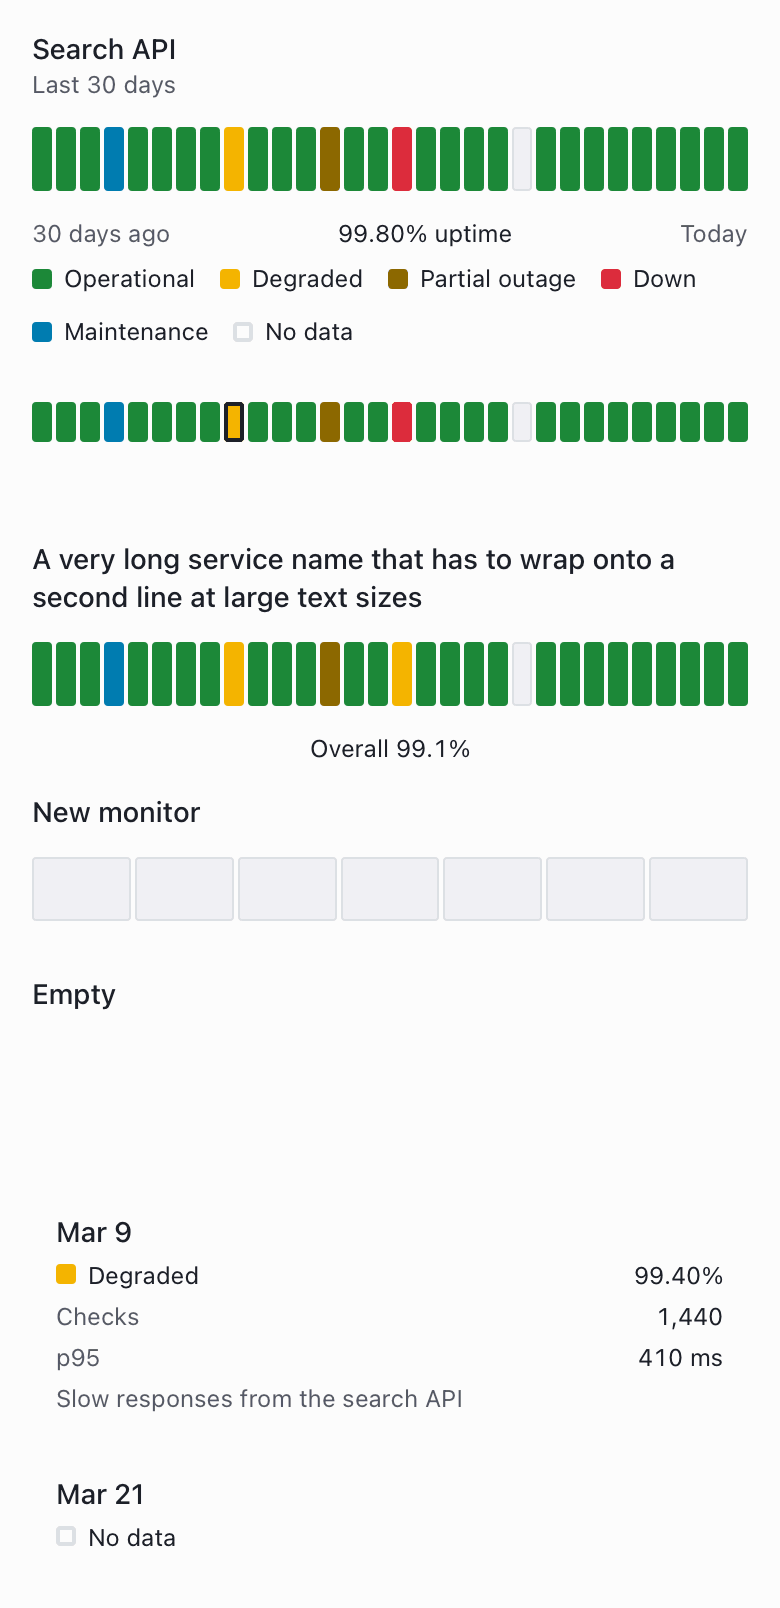 Search API
Last 30 days
30 days ago 99.80% uptime Today
Operational Degraded Partial outage Down
Maintenance No data
A very long service name that has to wrap onto a
second line at large text sizes
Overall 99.1%
New monitor
Empty
Mar 9
Degraded 99.40%
Checks 1,440
p95 410 ms
Slow responses from the search API
Mar 21
No data